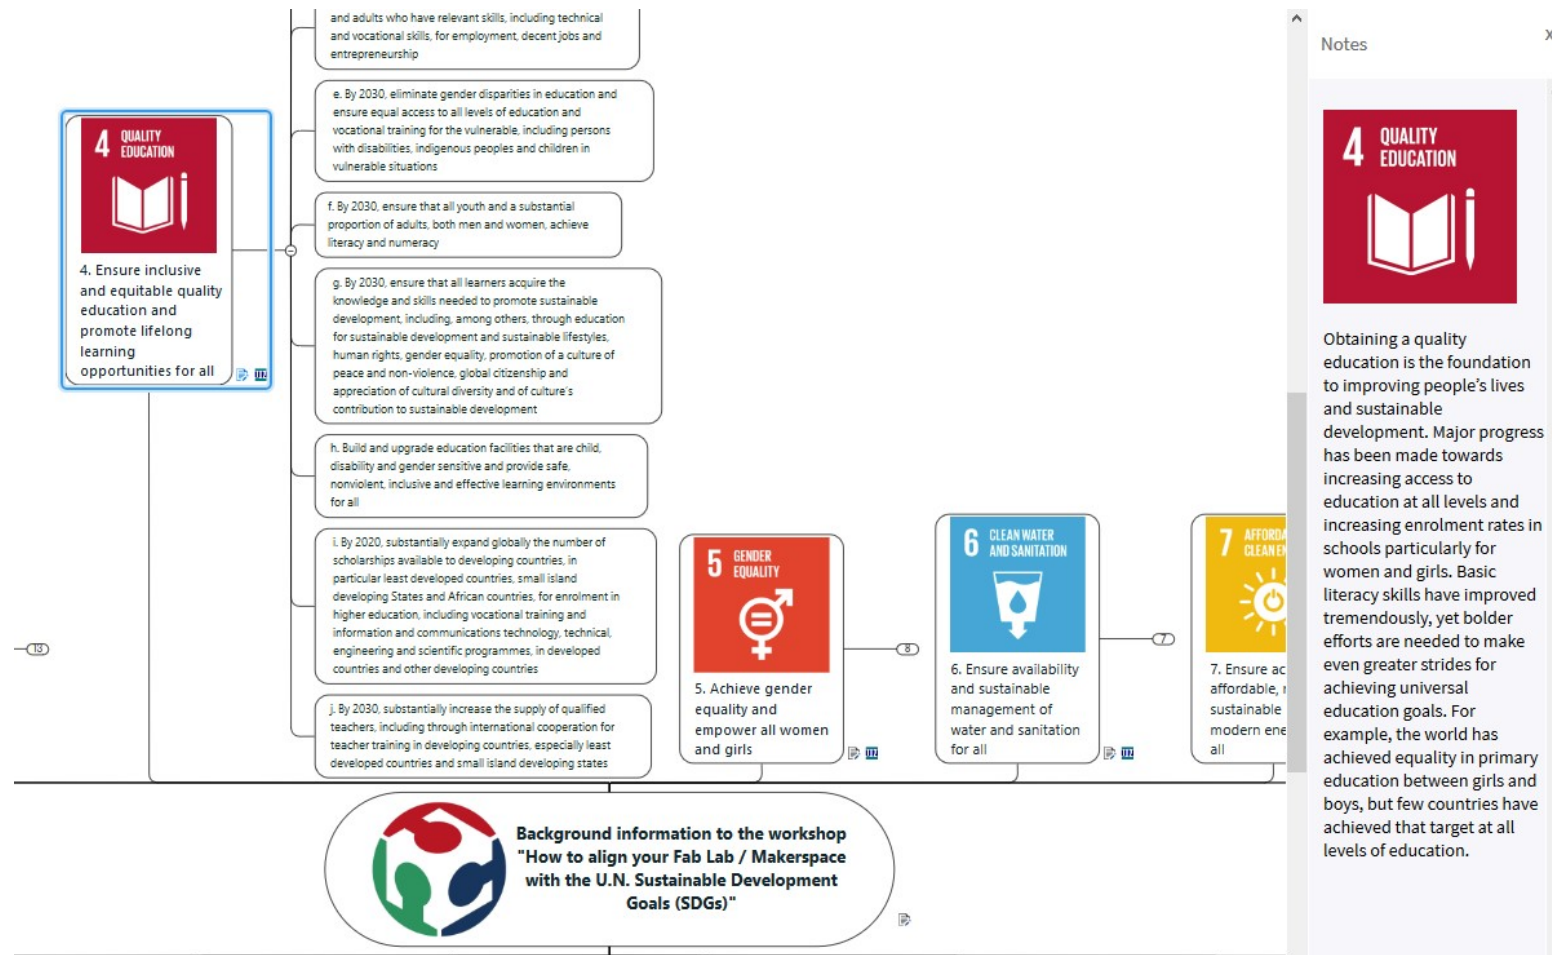 and adults who have relevant skills, including technical
and vocational skills, for employment, decent jobs and
entrepreneurship
e. By 2030, eliminate gender disparities in education and
ensure equal access to all levels of education and
vocational training for the vulnerable, including persons
with disabilities, indigenous peoples and children in
vulnerable situations
f. By 2030, ensure that all youth and a substantial
proportion of adults, both men and women, achieve
literacy and numeracy
g. By 2030, ensure that all learners acquire the
knowledge and skills needed to promote sustainable
development, including, among others, through education
for sustainable development and sustainable lifestyles,
human rights, gender equality, promotion of a culture of
peace and non-violence, global citizenship and
appreciation of cultural diversity and of culture's
contribution to sustainable development
h. Build and upgrade education facilities that are child,
disability and gender sensitive and provide safe,
nonviolent, inclusive and effective learning environments
for all
i. By 2020, substantially expand globally the number of
scholarships available to developing countries, in
particular least developed countries, small island
developing States and African countries, for enrolment in
higher education, including vocational training and
information and communications technology, technical,
engineering and scientific programmes, in developed
countries and other developing countries
j. By 2030, substantially increase the supply of qualified
teachers, including through international cooperation for
teacher training in developing countries, especially least
developed countries and small island developing states
4 QUALITY
EDUCATION
4. Ensure inclusive
and equitable quality
education and
promote lifelong
learning
opportunities for all
13
5 GENDER
EQUALITY
5. Achieve gender
equality and
empower all women
and girls
8
6 CLEAN WATER
AND SANITATION
6. Ensure availability
and sustainable
management of
water and sanitation
for all
7
7 AFFORDA
CLEAN EN
7. Ensure ac
affordable, r
sustainable
modern ene
all
Background information to the workshop
"How to align your Fab Lab / Makerspace
with the U.N. Sustainable Development
Goals (SDGs)"
Notes
x
4 QUALITY
EDUCATION
Obtaining a quality
education is the foundation
to improving people's lives
and sustainable
development. Major progress
has been made towards
increasing access to
education at all levels and
increasing enrolment rates in
schools particularly for
women and girls. Basic
literacy skills have improved
tremendously, yet bolder
efforts are needed to make
even greater strides for
achieving universal
education goals. For
example, the world has
achieved equality in primary
education between girls and
boys, but few countries have
achieved that target at all
levels of education.